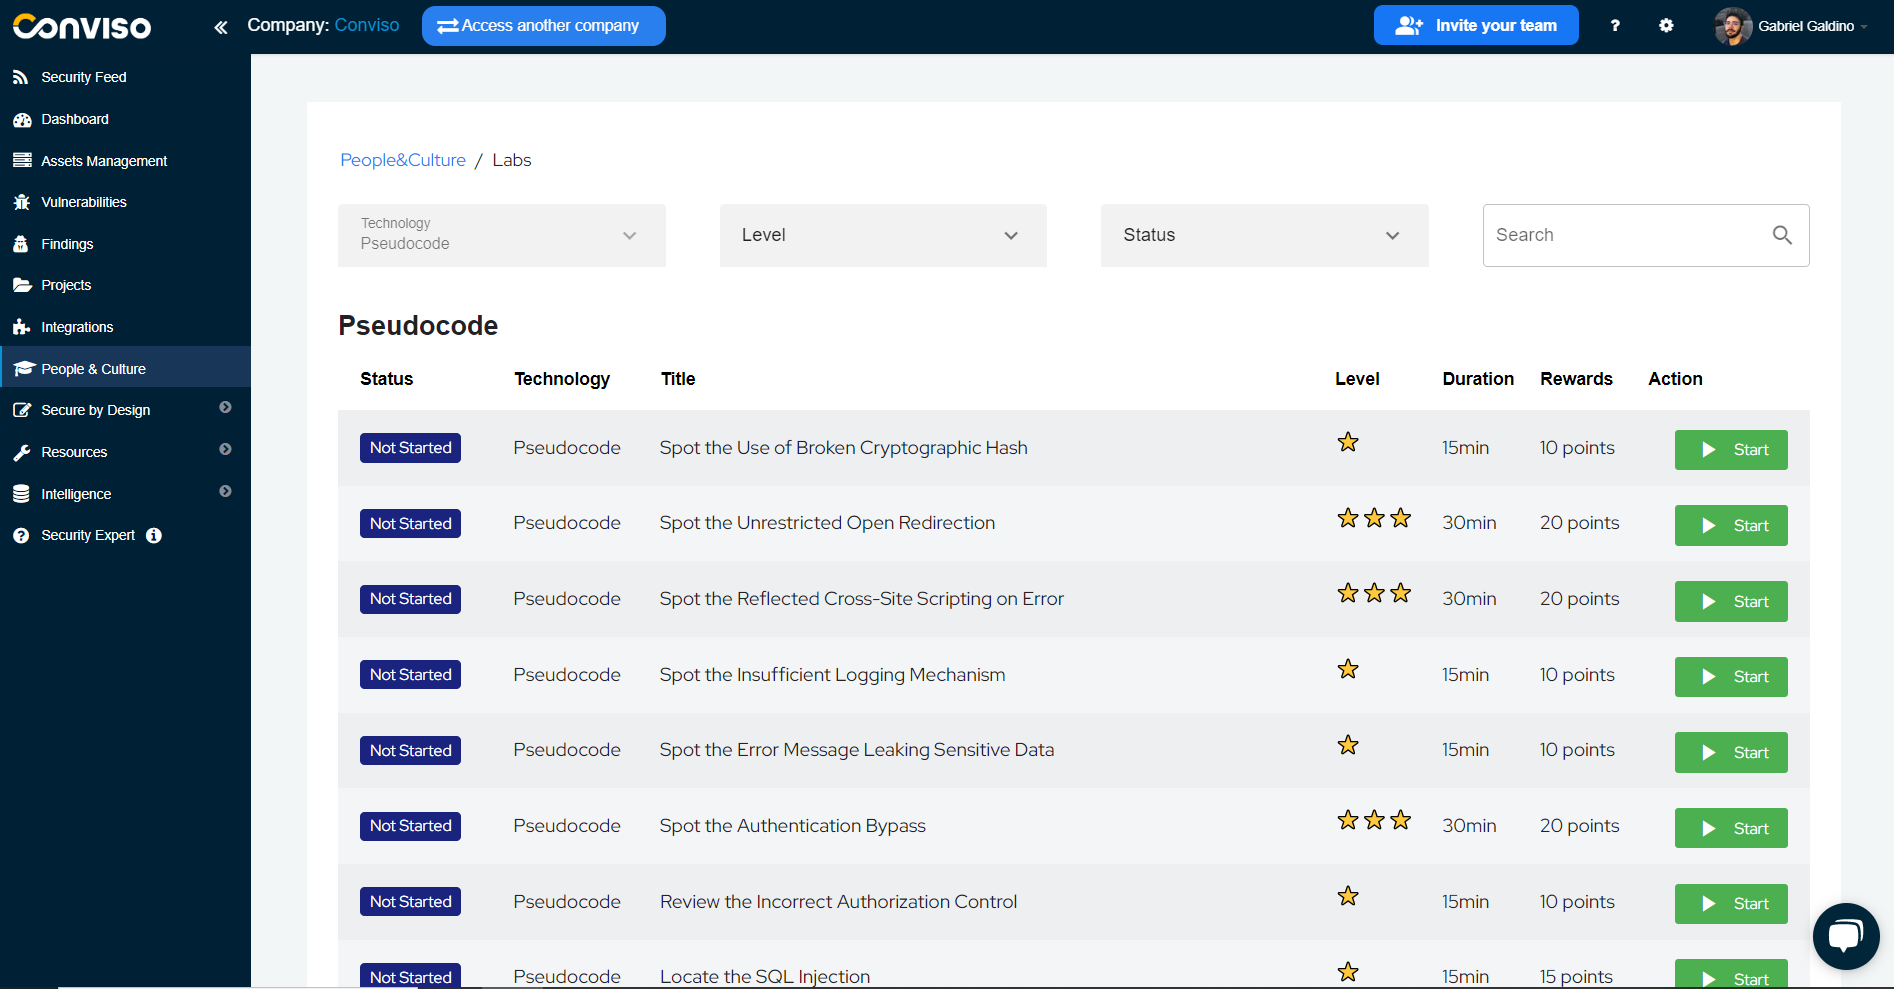 Conviso
Company: Conviso
Access another company
Invite your team
?
Gabriel Galdino
Security Feed
Dashboard
Assets Management
Vulnerabilities
Findings
Projects
Integrations
People & Culture
Secure by Design
Resources
Intelligence
Security Expert
People&Culture / Labs
Technology
Pseudocode
Level
Status
Search
Pseudocode
Status Technology Title Level Duration Rewards Action
Not Started Pseudocode Spot the Use of Broken Cryptographic Hash 15min 10 points Start
Not Started Pseudocode Spot the Unrestricted Open Redirection 30min 20 points Start
Not Started Pseudocode Spot the Reflected Cross-Site Scripting on Error 30min 20 points Start
Not Started Pseudocode Spot the Insufficient Logging Mechanism 15min 10 points Start
Not Started Pseudocode Spot the Error Message Leaking Sensitive Data 15min 10 points Start
Not Started Pseudocode Spot the Authentication Bypass 30min 20 points Start
Not Started Pseudocode Review the Incorrect Authorization Control 15min 10 points Start
Not Started Pseudocode Locate the SQL Injection 15min 15 points Start